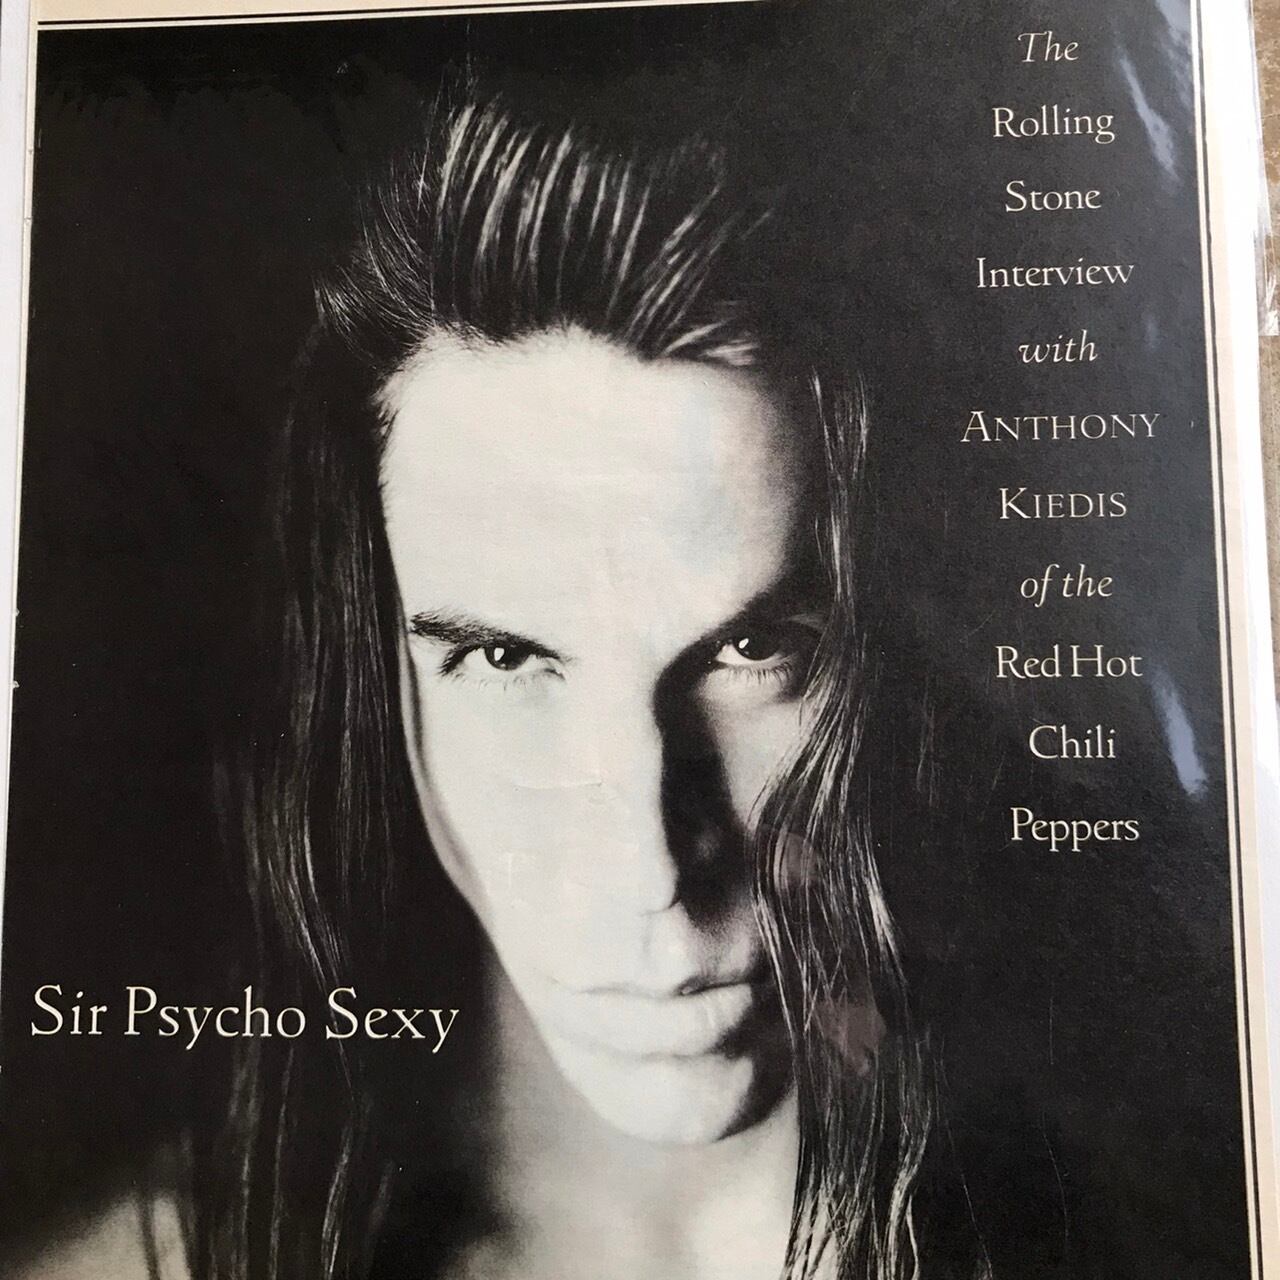 The
Rolling
Stone
Interview
with
ANTHONY
KIEDIS
of the
Red Hot
Chili
Peppers
Sir Psycho Sexy